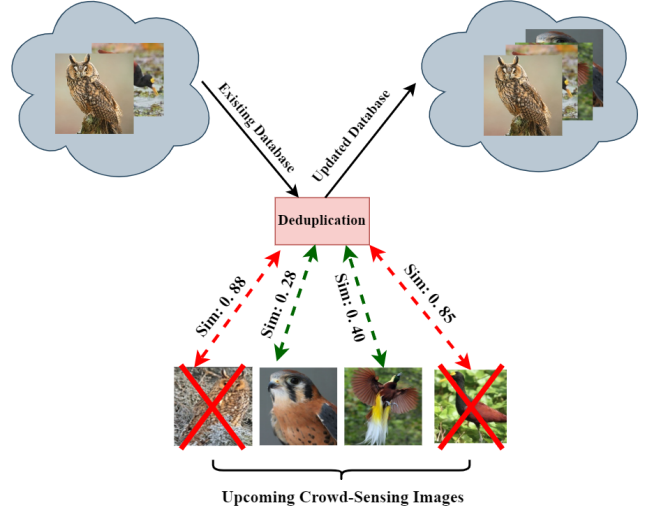 Existing Database
Updated Database
Deduplication
Sim: 0. 88
Sim: 0. 28
Sim: 0. 40
Sim: 0. 85
Upcoming Crowd-Sensing Images